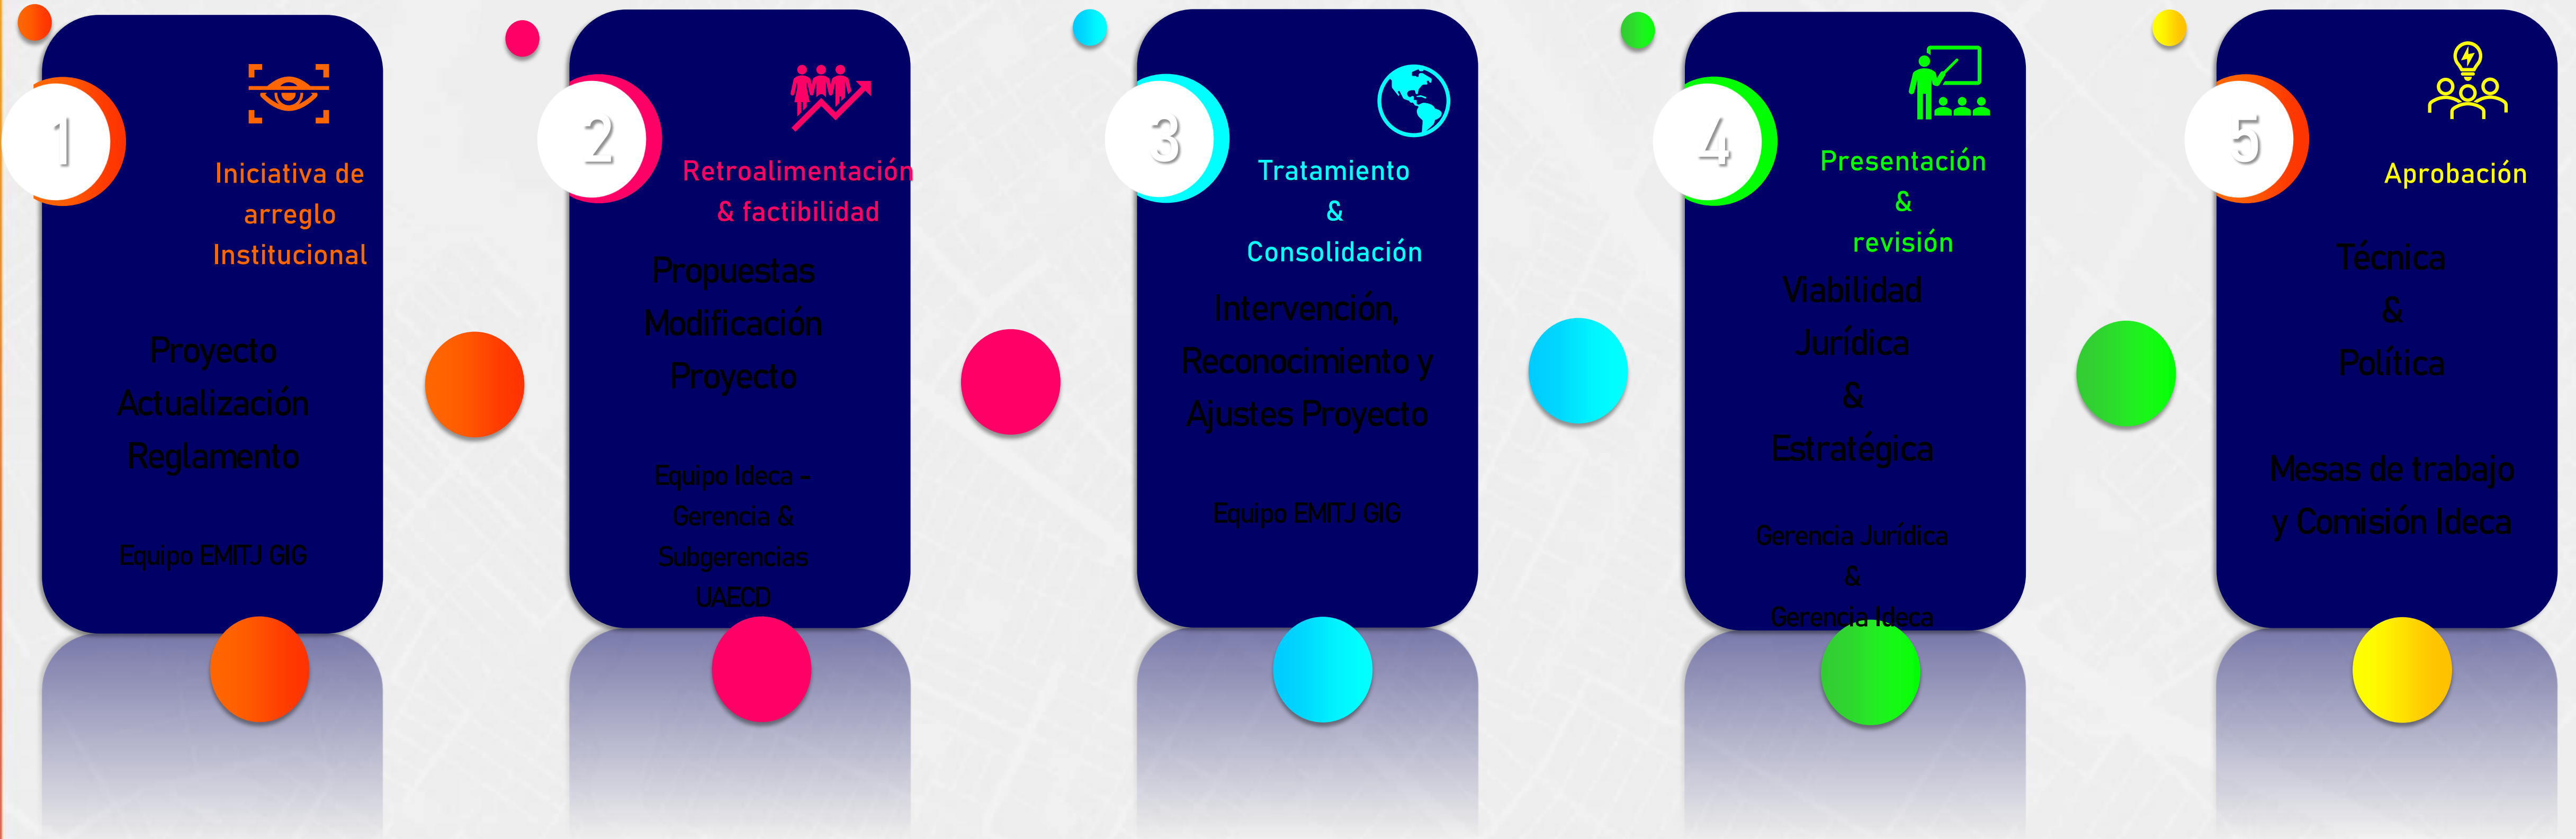 1
Iniciativa de
arreglo
Institucional
Proyecto
Actualización
Reglamento
Equipo EMITJ GIG
2
Retroalimentación
& factibilidad
Propuestas
Modificación
Proyecto
Equipo Ideca -
Gerencia &
Subgerencias
UAECD
3
Tratamiento
&
Consolidación
Intervención,
Reconocimiento y
Ajustes Proyecto
Equipo EMITJ GIG
4
Presentación
&
revisión
Viabilidad
Jurídica
&
Estratégica
Gerencia Jurídica
&
Gerencia Ideca
5
Aprobación
Técnica
&
Política
Mesas de trabajo
y Comisión Ideca